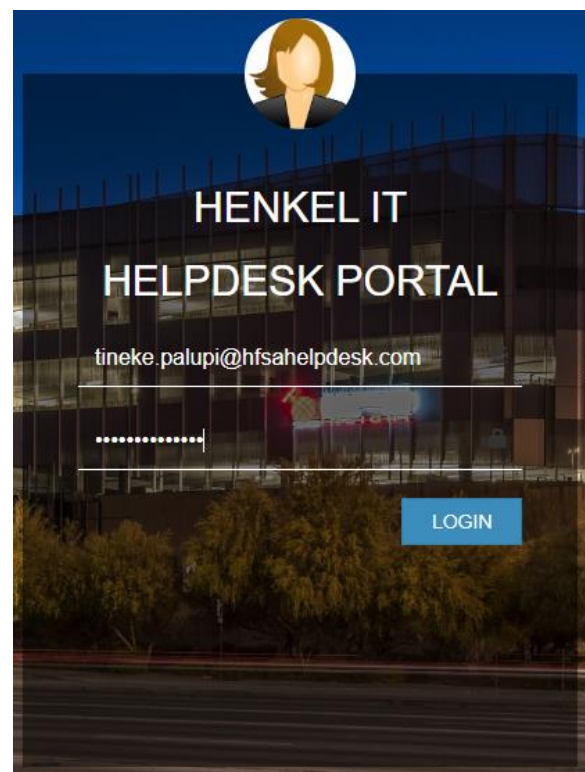 HENKEL IT
HELPDESK PORTAL
tineke.palupi@hfsahelpdesk.com
••••••••••••••
LOGIN